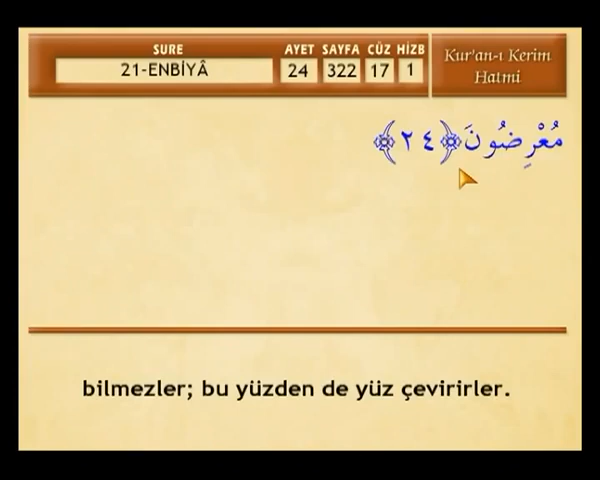 SURE AYET SAYFA CÜZ HİZB
21-ENBİYÂ 24 322 17 1
Kur'an-ı Kerim
Hatmi
مُعْرِضُونَ ﴿٢٤﴾
bilmezler; bu yüzden de yüz çevirirler.